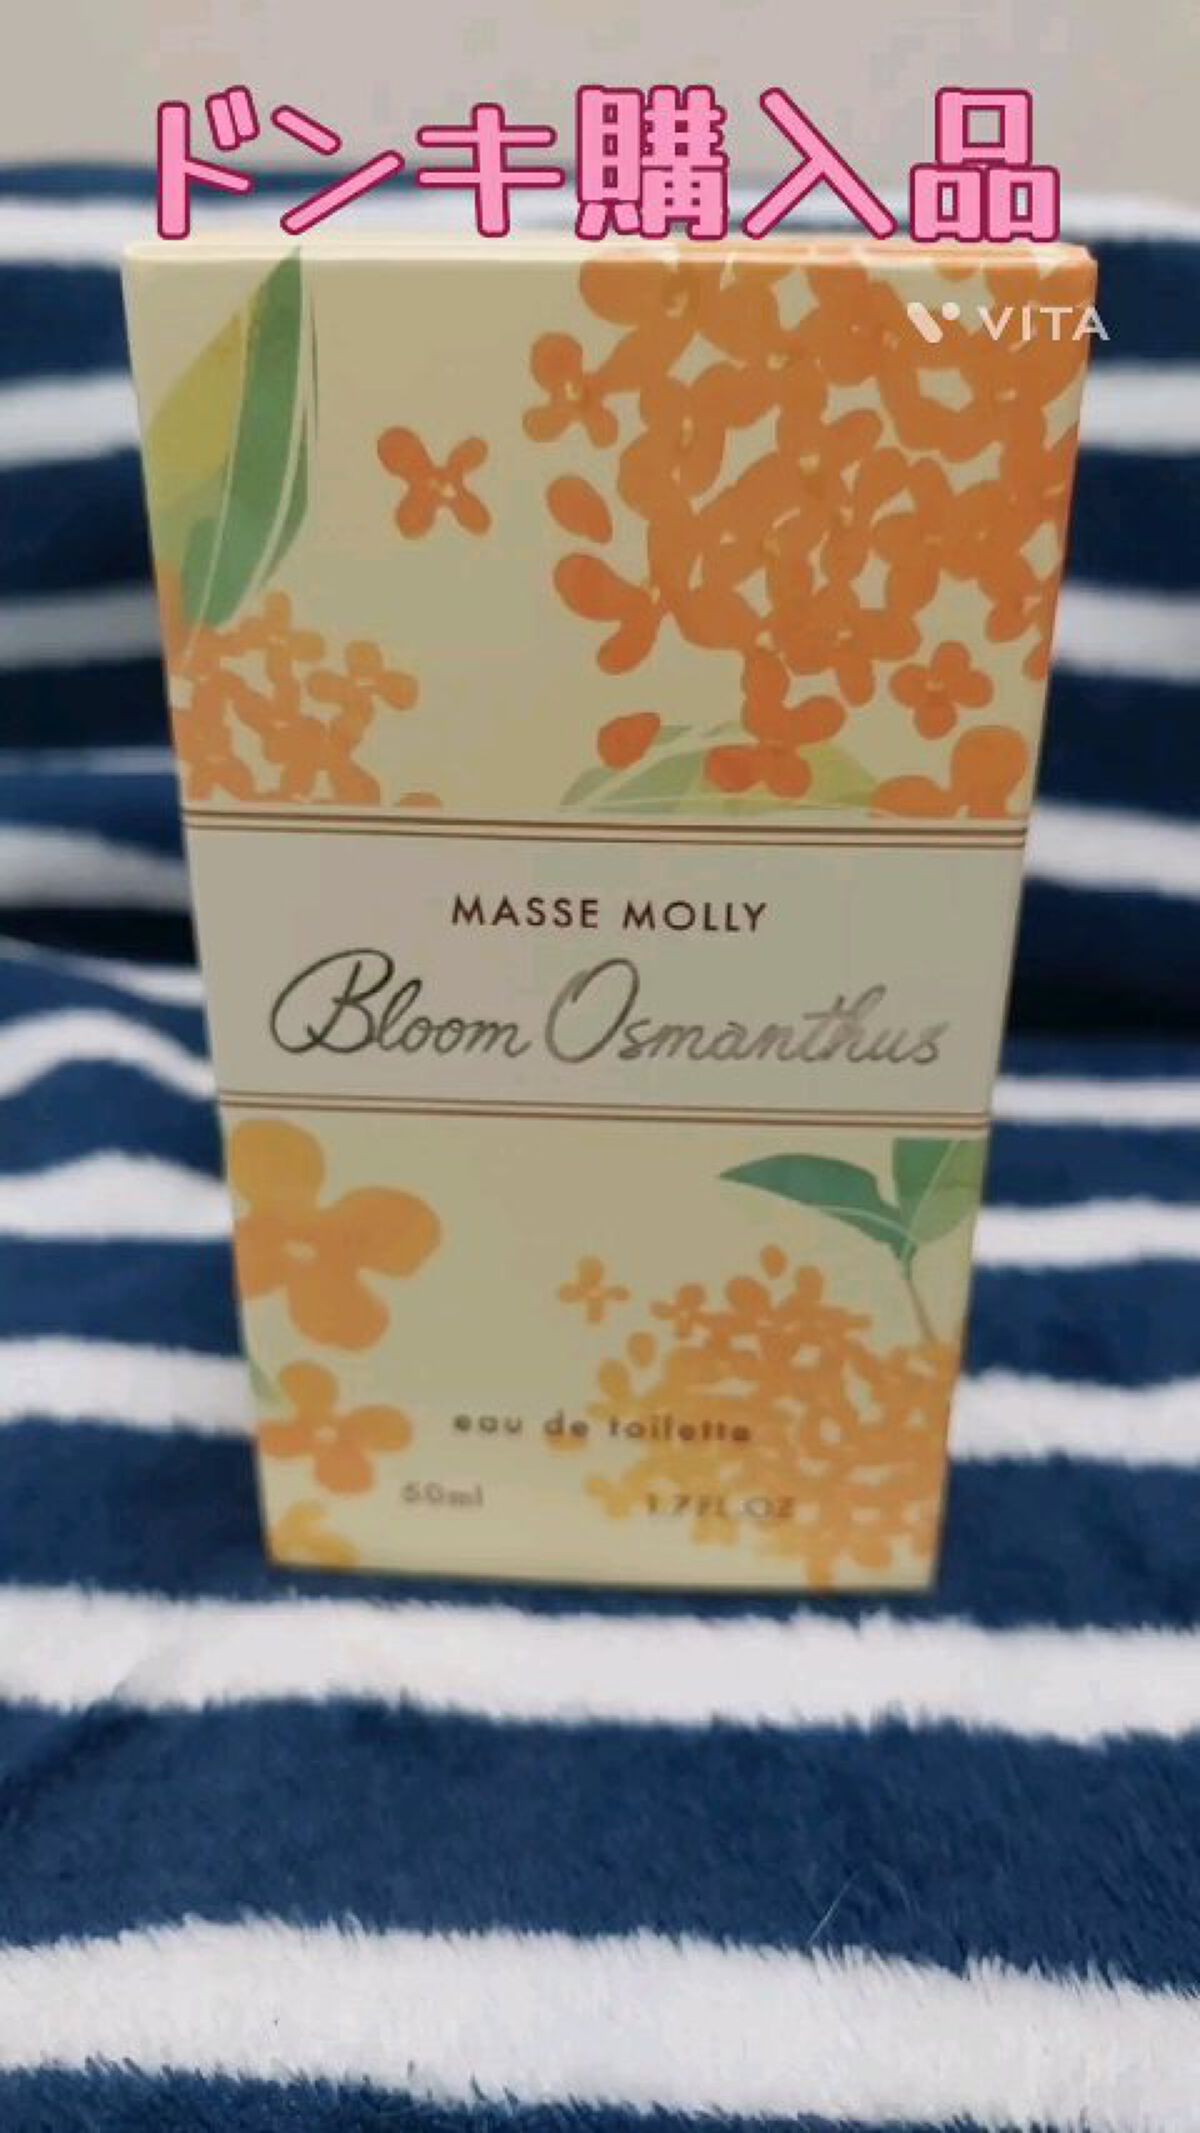 ドンキ購入品
VITA
MASSE MOLLY
Bloom Osmanthus
eau de toilette
50ml 1.7FL.OZ